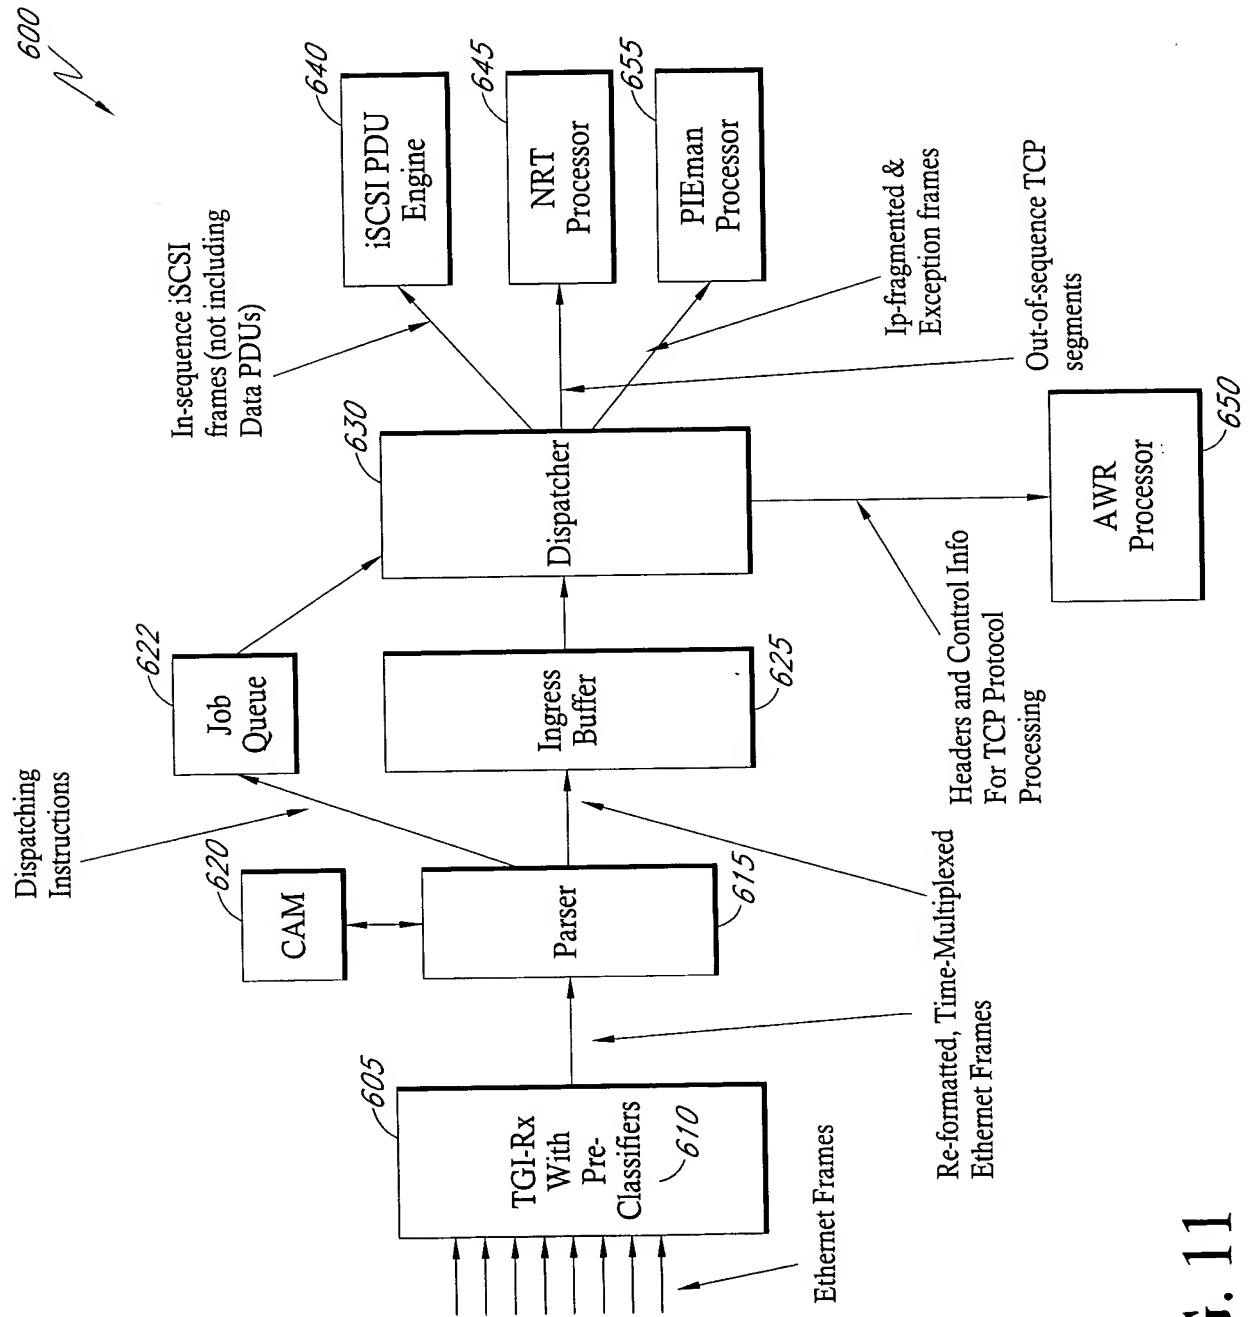 600
640
iSCSI PDU
Engine
645
NRT
Processor
655
PIEman
Processor
In-sequence iSCSI
frames (not including
Data PDUs)
Ip-fragmented &
Exception frames
Out-of-sequence TCP
segments
630
Dispatcher
AWR
Processor
650
622
Job
Queue
Ingress
Buffer
625
Headers and Control Info
For TCP Protocol
Processing
Dispatching
Instructions
620
CAM
Parser
615
Re-formatted, Time-Multiplexed
Ethernet Frames
605
TGI-Rx
With
Pre-
Classifiers
610
Ethernet Frames
G. 11